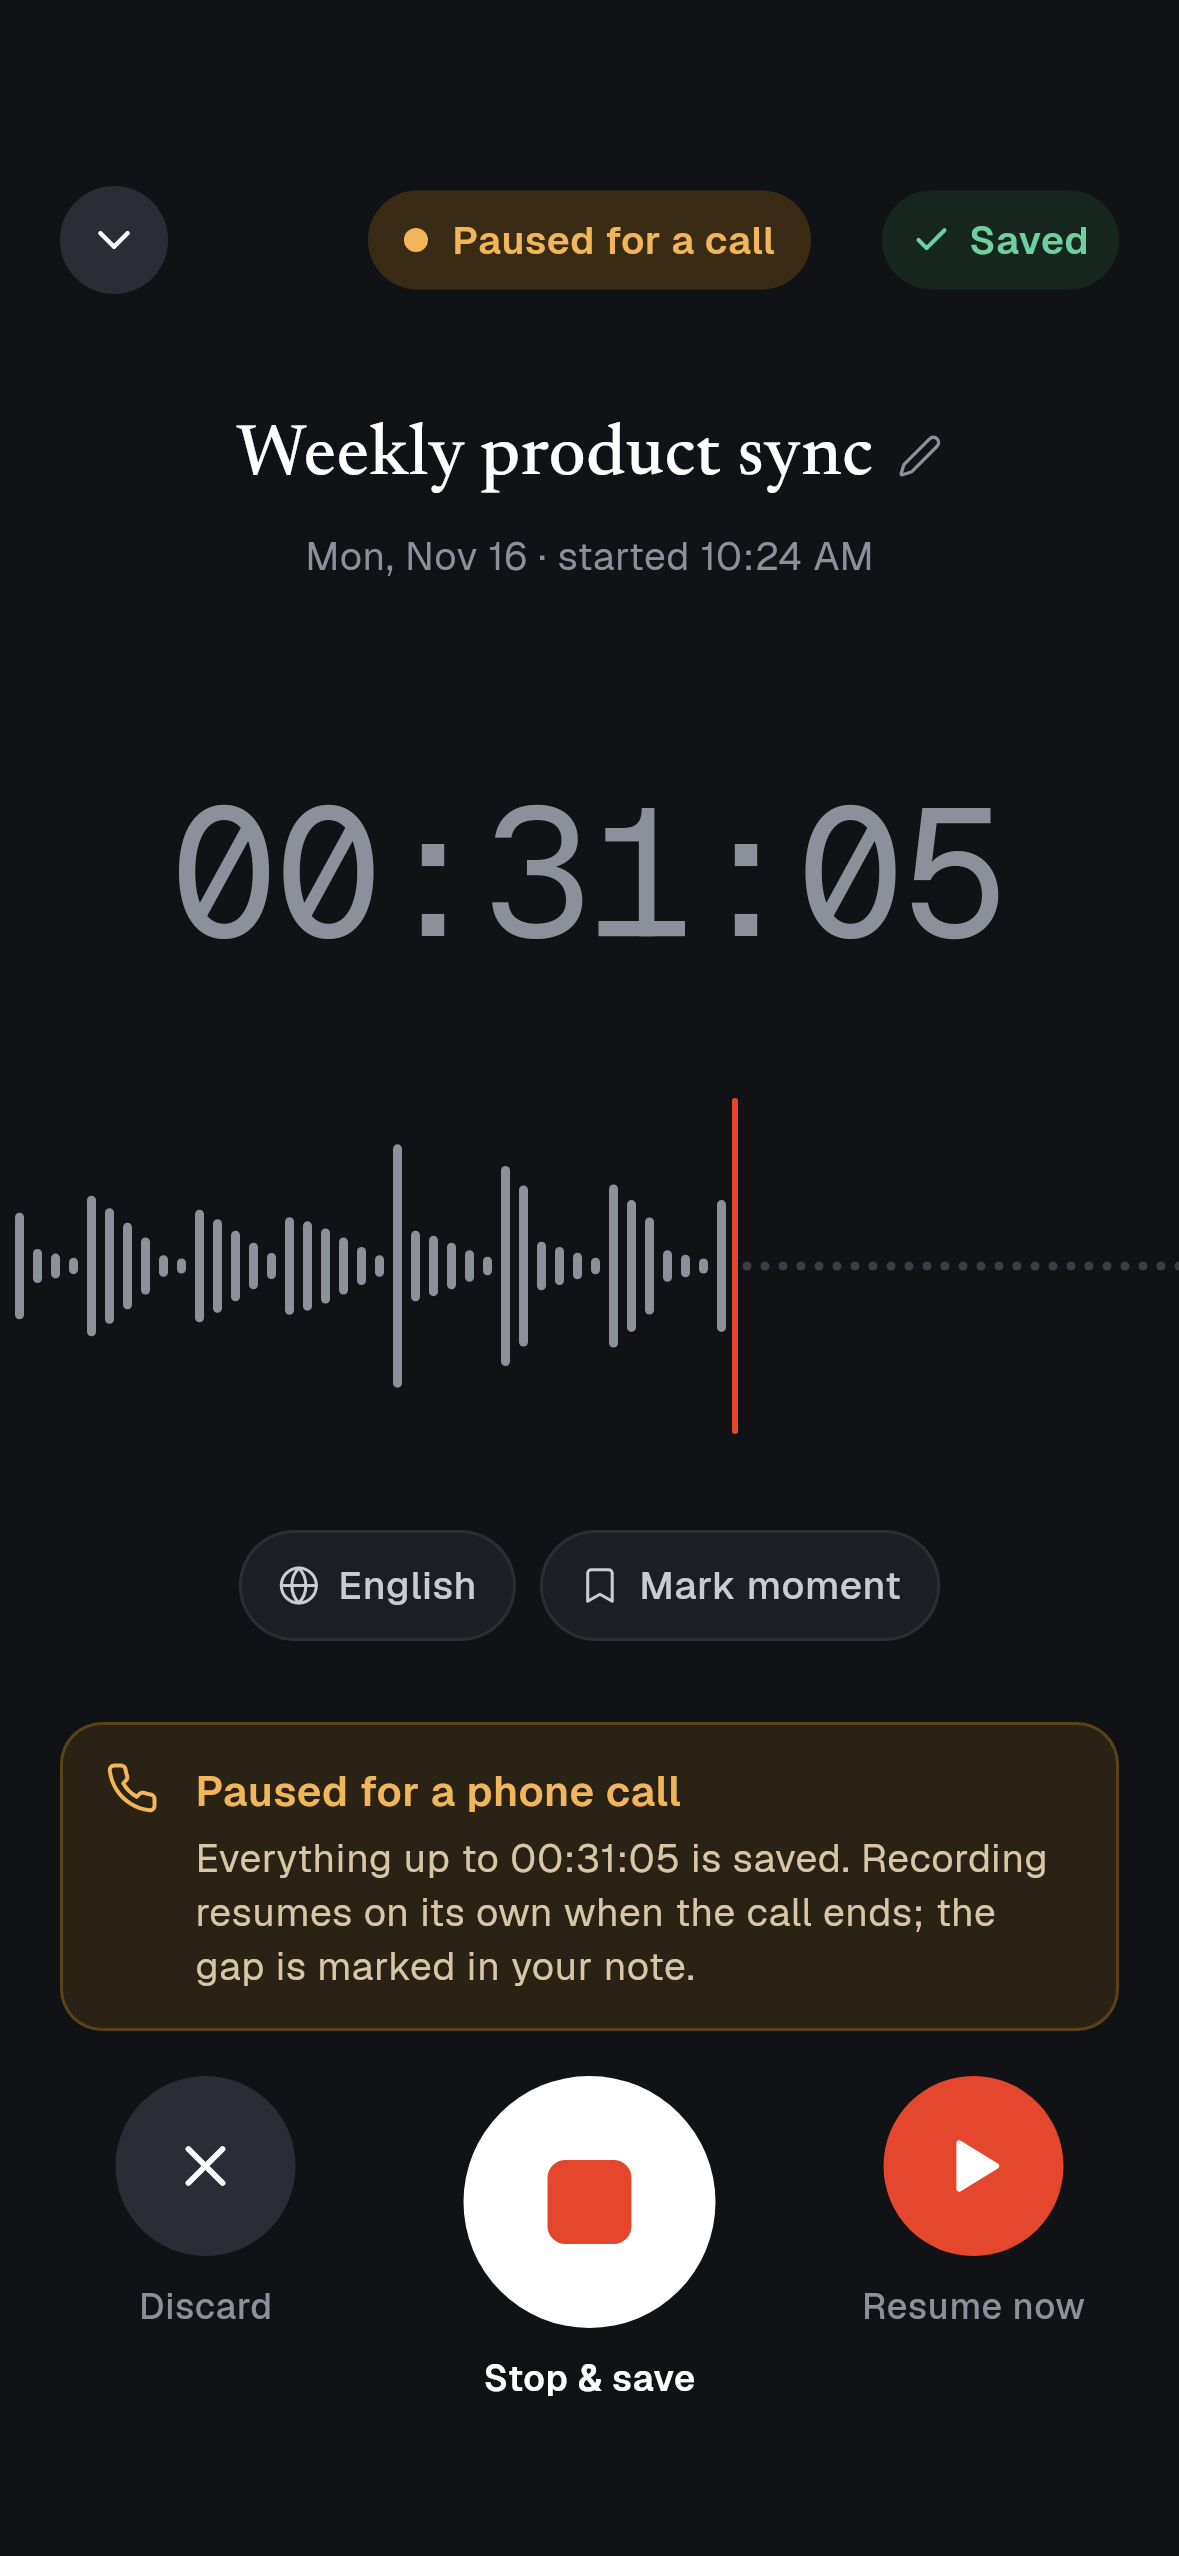 Paused for a call
Saved
Weekly product sync
Mon, Nov 16 · started 10:24 AM
00:31:05
English
Mark moment
Paused for a phone call
Everything up to 00:31:05 is saved. Recording
resumes on its own when the call ends; the
gap is marked in your note.
Discard
Resume now
Stop & save